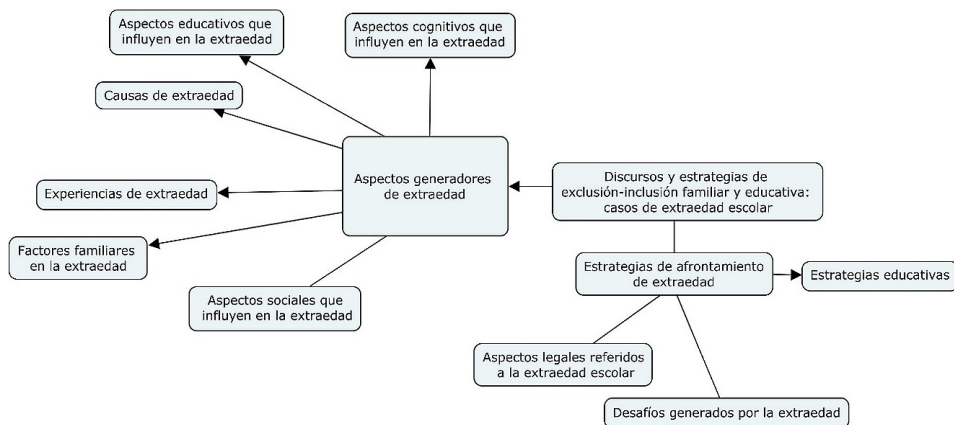 Aspectos educativos que
influyen en la extraedad
Aspectos cognitivos que
influyen en la extraedad
Causas de extraedad
Aspectos generadores
de extraedad
Discursos y estrategias de
exclusión-inclusión familiar y educativa:
casos de extraedad escolar
Experiencias de extraedad
Factores familiares
en la extraedad
Aspectos sociales que
influyen en la extraedad
Estrategias de afrontamiento
de extraedad
Estrategias educativas
Aspectos legales referidos
a la extraedad escolar
Desafíos generados por la extraedad